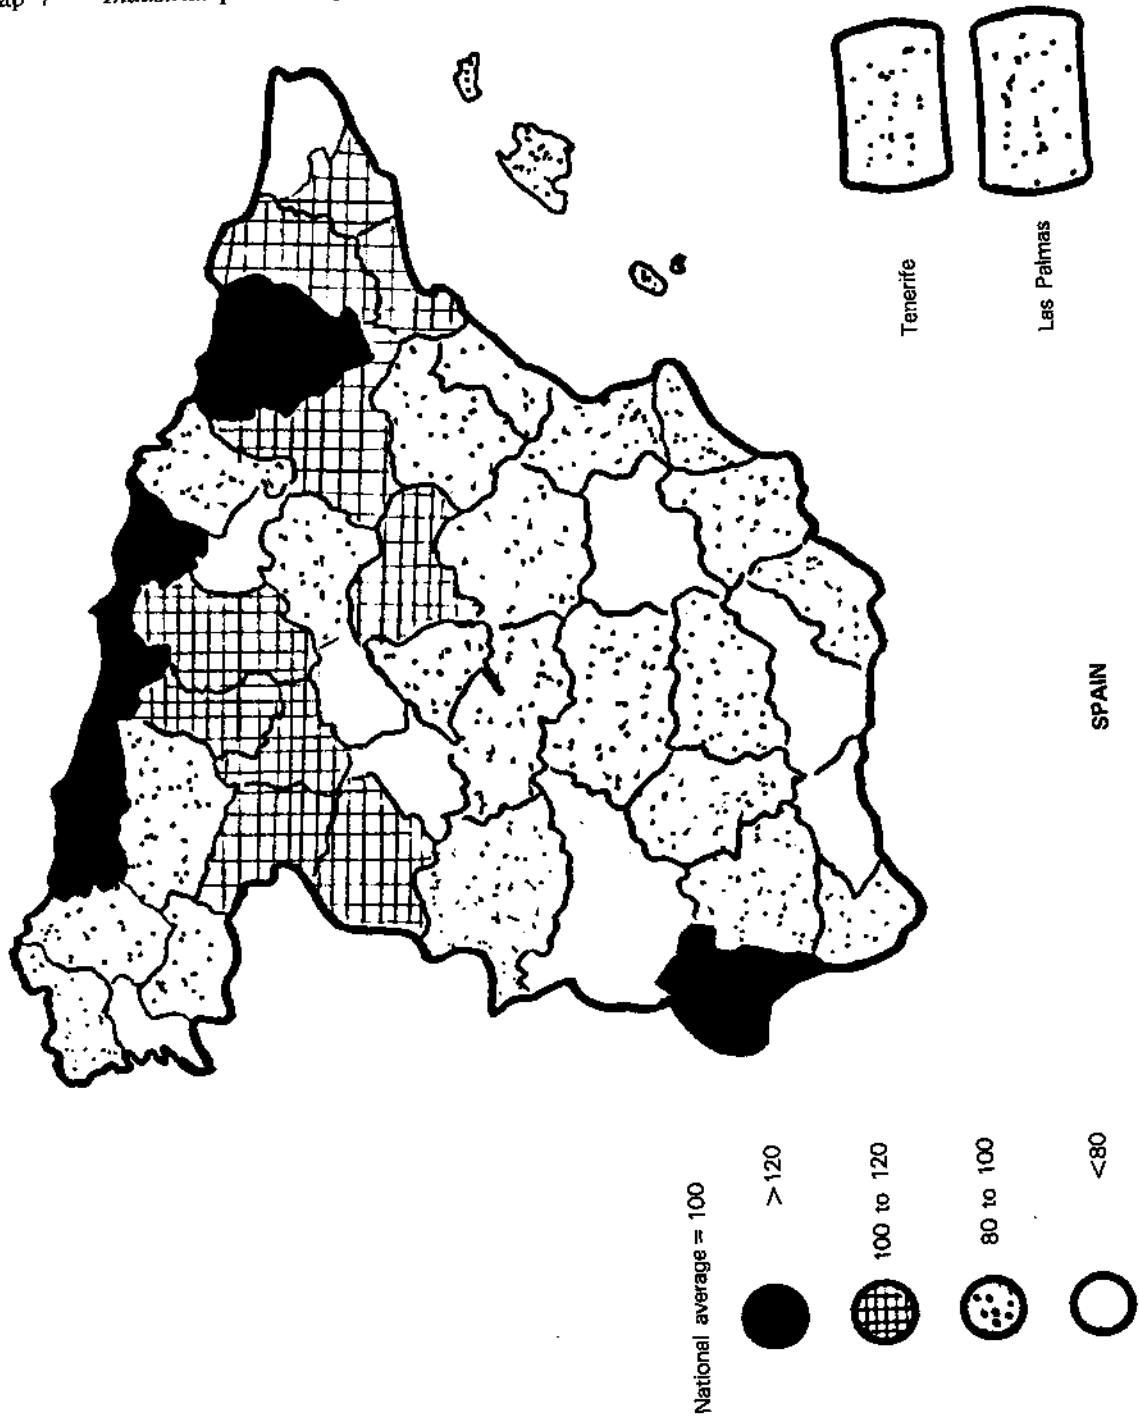 Tenerife
Las Palmas
SPAIN
National average = 100
>120
100 to 120
80 to 100
<80